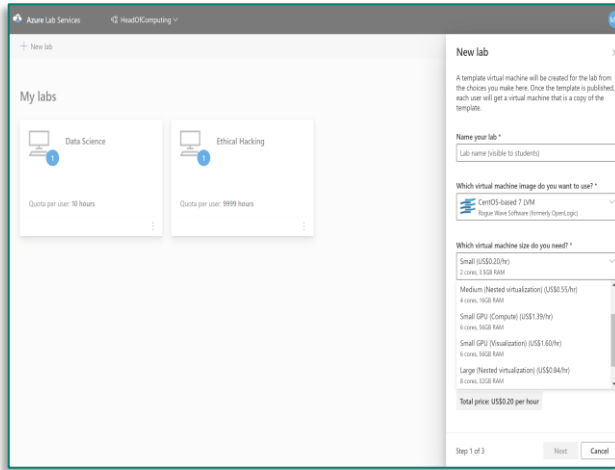 Azure Lab Services
HeadOfComputing
New lab
My labs
Data Science
1
Quota per user: 10 hours
Ethical Hacking
1
Quota per user: 9999 hours
New lab
A template virtual machine will be created for the lab from
the choices you make here. Once the template is published,
each user will get a virtual machine that is a copy of the
template.
Name your lab *
Lab name (visible to students)
Which virtual machine image do you want to use? *
CentOS-based 7 LVM
Rogue Wave Software (formerly OpenLogic)
Which virtual machine size do you need? *
Small (US$0.20/hr)
2 cores, 3.5GB RAM
Medium (Nested virtualization) (US$0.55/hr)
4 cores, 16GB RAM
Small GPU (Compute) (US$1.39/hr)
6 cores, 56GB RAM
Small GPU (Visualization) (US$1.60/hr)
6 cores, 56GB RAM
Large (Nested virtualization) (US$0.84/hr)
8 cores, 32GB RAM
Total price: US$0.20 per hour
Step 1 of 3
Next
Cancel